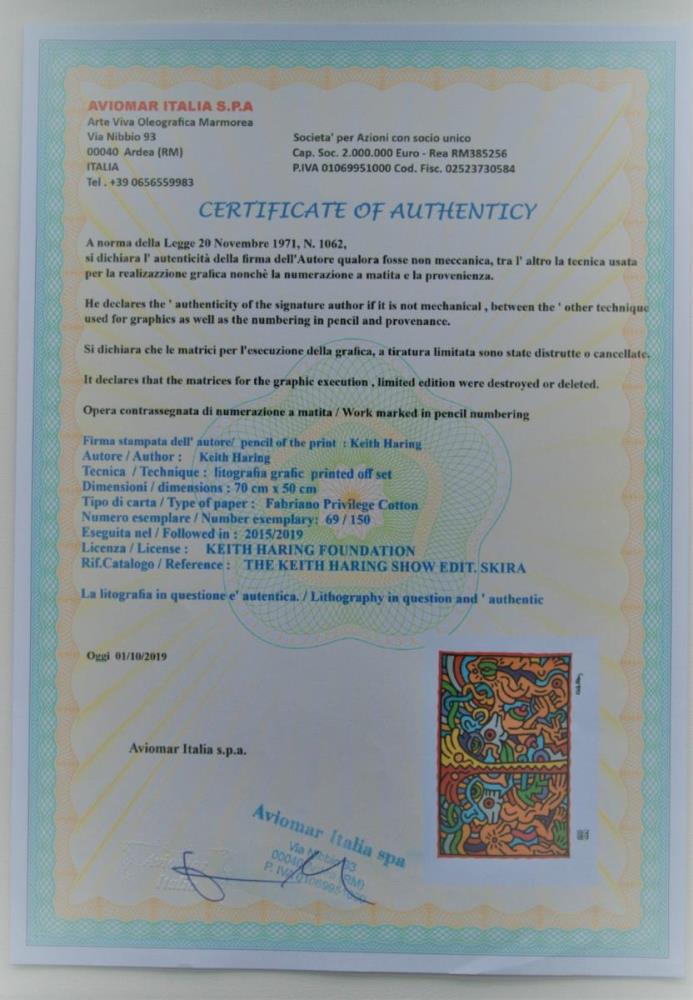 AVIOMAR ITALIA S.P.A
Arte Viva Oleografica Marmorea
Via Nibbio 93
00040 Ardea (RM)
ITALIA
Tel . +39 0656559983
Societa' per Azioni con socio unico
Cap. Soc. 2.000.000 Euro - Rea RM385256
P.IVA 01069951000 Cod. Fisc. 02523730584
CERTIFICATE OF AUTHENTICY
A norma della Legge 20 Novembre 1971, N. 1062,
si dichiara l' autenticità della firma dell'Autore qualora fosse non meccanica, tra l' altro la tecnica usata
per la realizazzione grafica nonchè la numerazione a matita e la provenienza.
He declares the ' authenticity of the signature author if it is not mechanical , between the ' other technique
used for graphics as well as the numbering in pencil and provenance.
Si dichiara che le matrici per l'esecuzione della grafica, a tiratura limitata sono state distrutte o cancellate.
It declares that the matrices for the graphic execution , limited edition were destroyed or deleted.
Opera contrassegnata di numerazione a matita / Work marked in pencil numbering
Firma stampata dell' autore/ pencil of the print : Keith Haring
Autore / Author : Keith Haring
Tecnica / Technique : litografia grafic printed off set
Dimensioni / dimensions : 70 cm x 50 cm
Tipo di carta / Type of paper : Fabriano Privilege Cotton
Numero esemplare / Number exemplary: 69 / 150
Eseguita nel / Followed in : 2015/2019
Licenza / License : KEITH HARING FOUNDATION
Rif.Catalogo / Reference : THE KEITH HARING SHOW EDIT. SKIRA
La litografia in questione e' autentica. / Lithography in question and ' authentic
Oggi 01/10/2019
Aviomar Italia s.p.a.
Aviomar Italia spa
Via Nibbio 93
00040 (RM)
P. IVA 01069951000
Aviomar
Italia